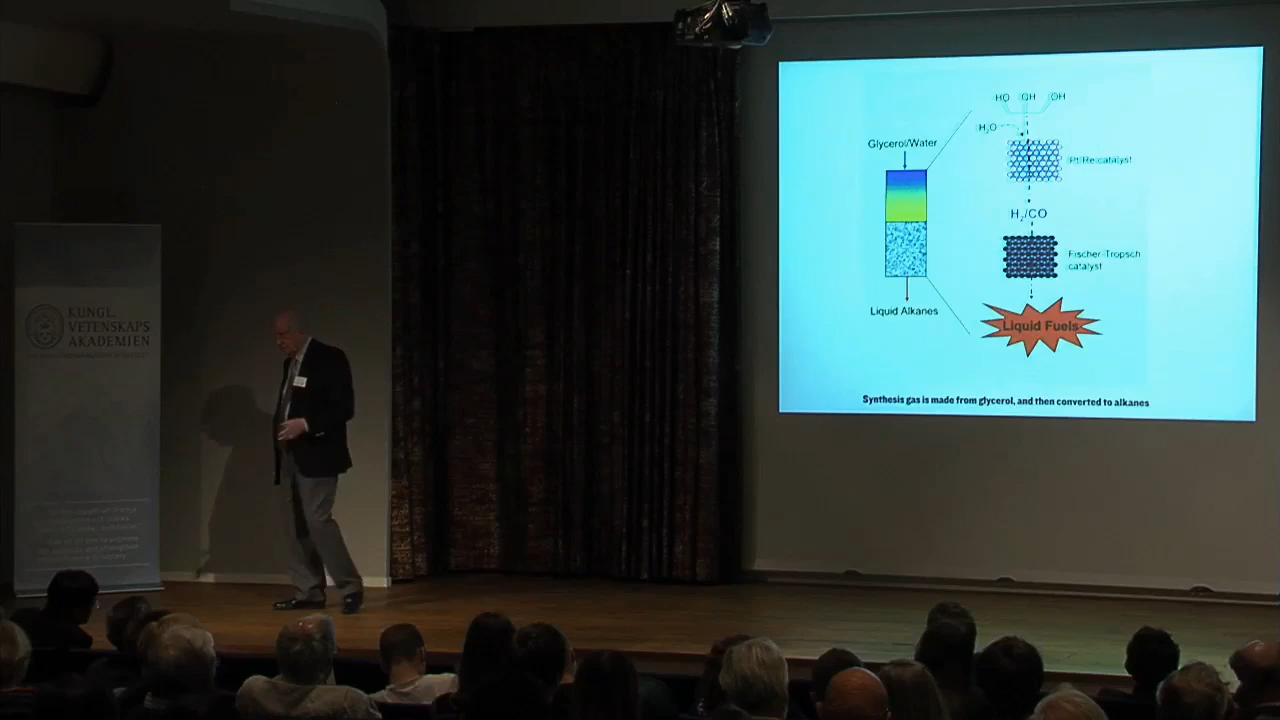 KUNGL.
VETENSKAPS
AKADEMIEN
HO OH OH
H₂O
Glycerol/Water
Pt/Re catalyst
H₂/CO
Fischer-Tropsch
catalyst
Liquid Alkanes
Liquid Fuels
Synthesis gas is made from glycerol, and then converted to alkanes